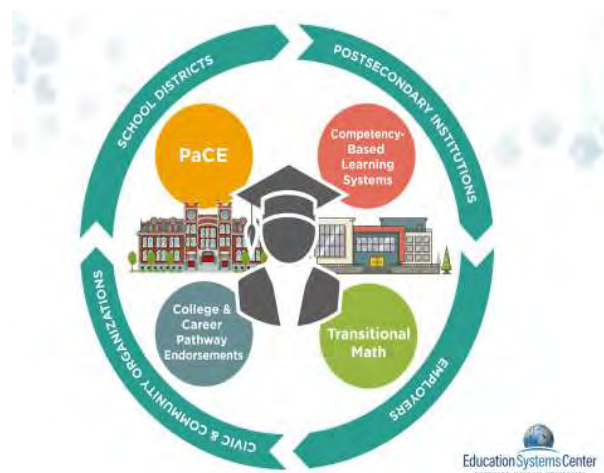 SCHOOL DISTRICTS
POSTSECONDARY INSTITUTIONS
PaCE
Competency-
Based
Learning
Systems
College &
Career
Pathway
Endorsements
Transitional
Math
CIVIC & COMMUNITY ORGANIZATIONS
EMPLOYERS
EducationSystemsCenter